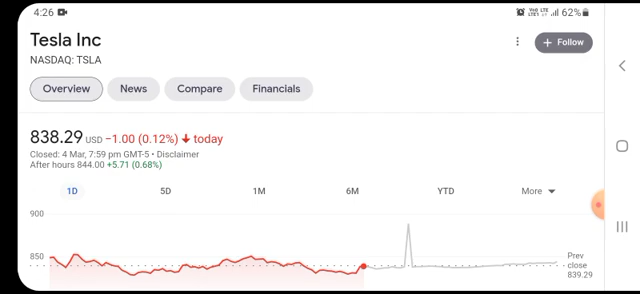 4:26 62%
Tesla Inc
NASDAQ: TSLA
+ Follow
Overview News Compare Financials
838.29 USD −1.00 (0.12%) today
Closed: 4 Mar, 7:59 pm GMT-5 • Disclaimer
After hours 844.00 +5.71 (0.68%)
1D 5D 1M 6M YTD More
900
850
Prev
close
839.29